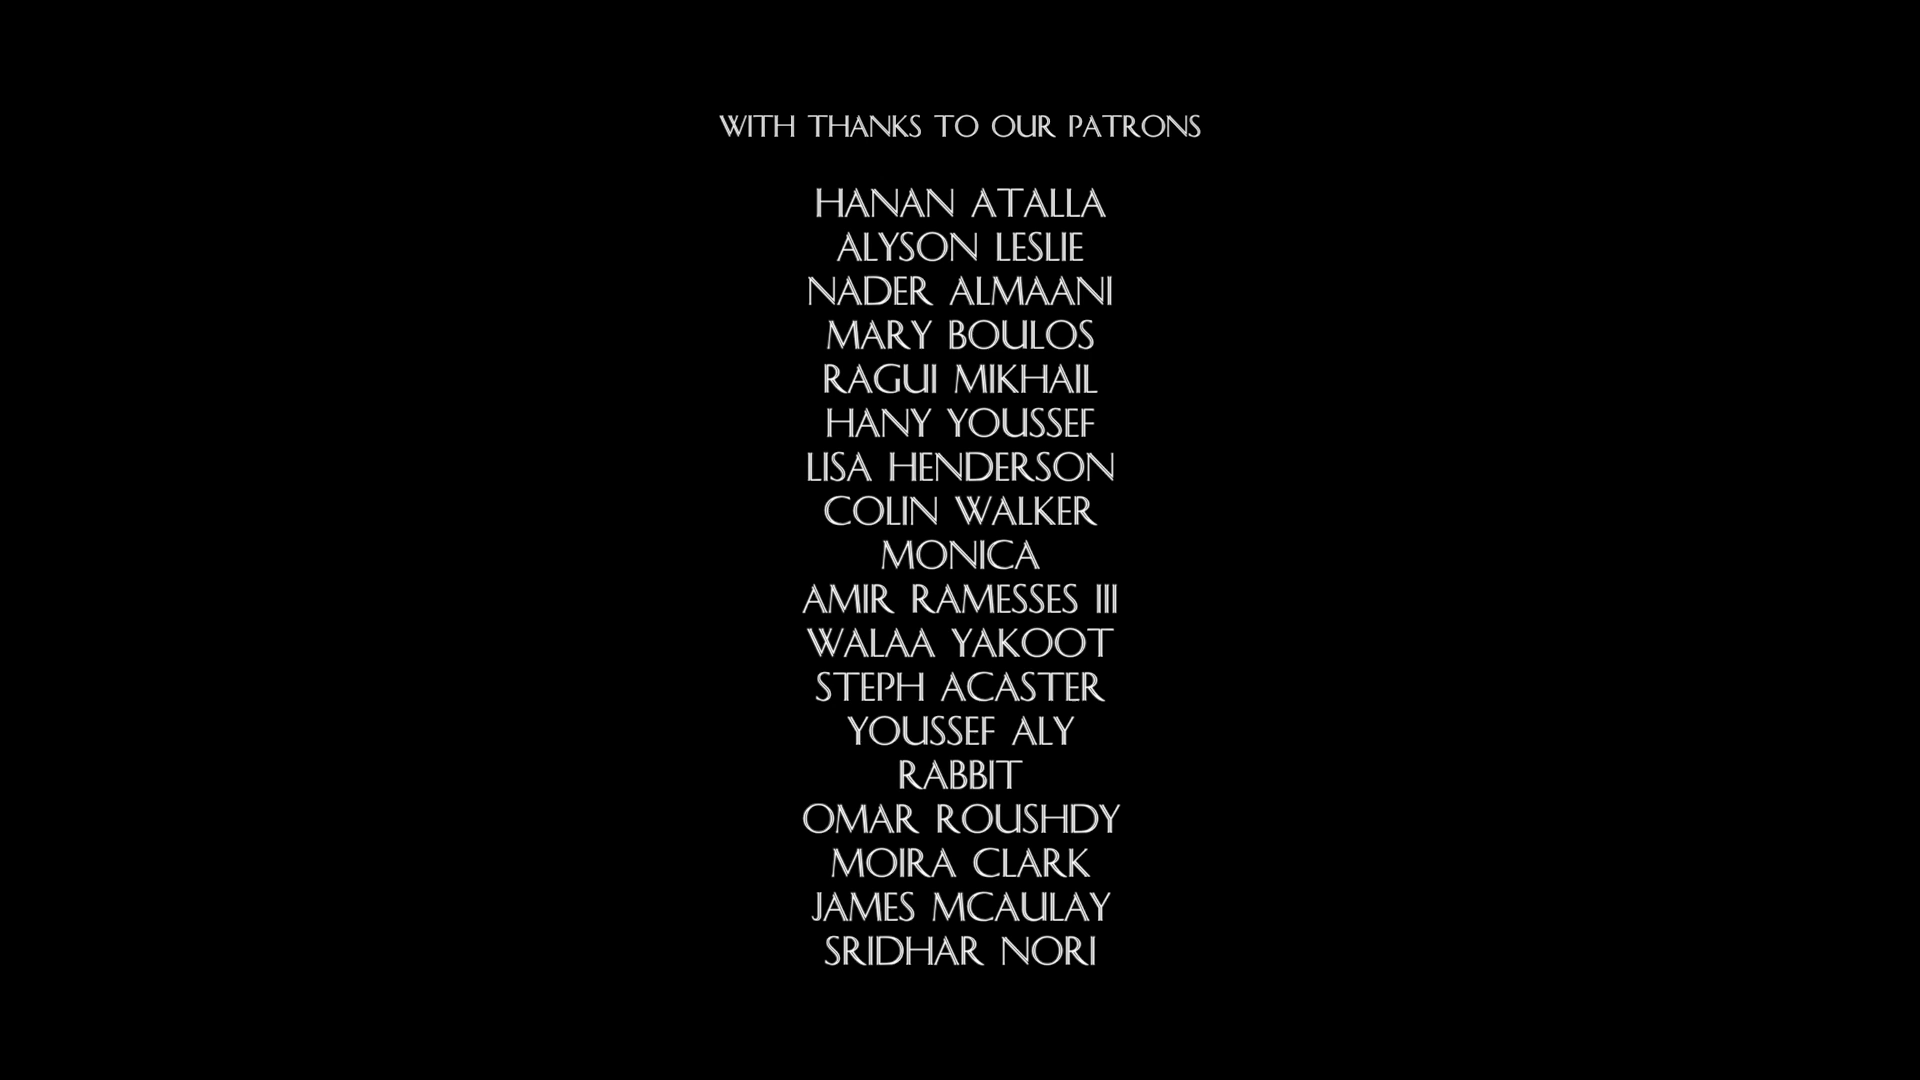 WITH THANKS TO OUR PATRONS
HANAN ATALLA
ALYSON LESLIE
NADER ALMAANI
MARY BOULOS
RAGUI MIKHAIL
HANY YOUSSEF
LISA HENDERSON
COLIN WALKER
MONICA
AMIR RAMESSES III
WALAA YAKOOT
STEPH ACASTER
YOUSSEF ALY
RABBIT
OMAR ROUSHDY
MOIRA CLARK
JAMES MCAULAY
SRIDHAR NORI